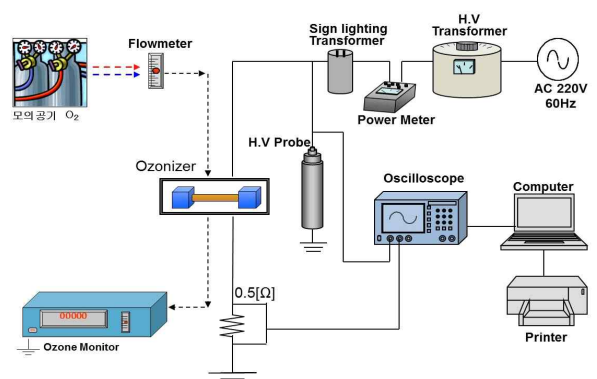 Sign lighting
Transformer
H.V
Transformer
Flowmeter
모의 공기 O₂
AC 220V
60Hz
Power Meter
H.V Probe
Ozonizer
Oscilloscope
Computer
0.5[Ω]
00000
Ozone Monitor
Printer